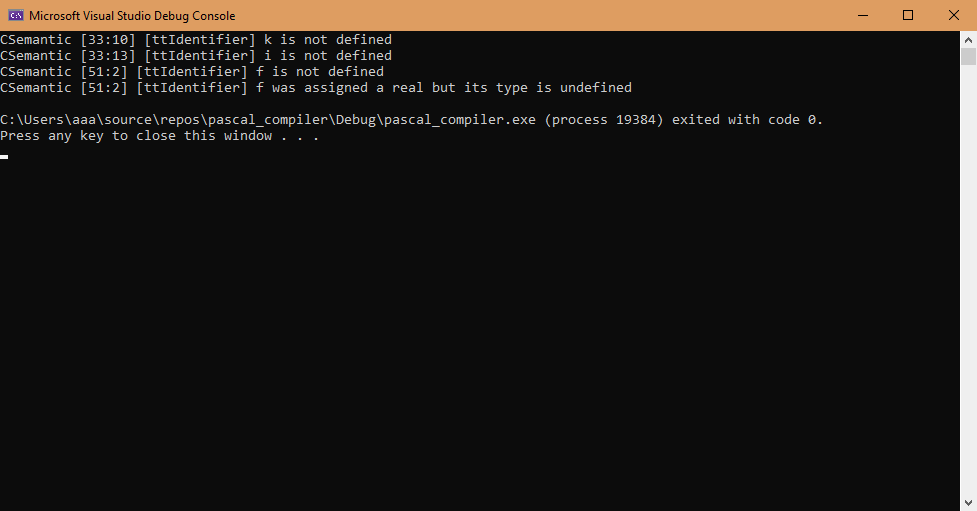 Microsoft Visual Studio Debug Console
CSemantic [33:10] [ttIdentifier] k is not defined
CSemantic [33:13] [ttIdentifier] i is not defined
CSemantic [51:2] [ttIdentifier] f is not defined
CSemantic [51:2] [ttIdentifier] f was assigned a real but its type is undefined
C:\Users\aaa\source\repos\pascal_compiler\Debug\pascal_compiler.exe (process 19384) exited with code 0.
Press any key to close this window . . .